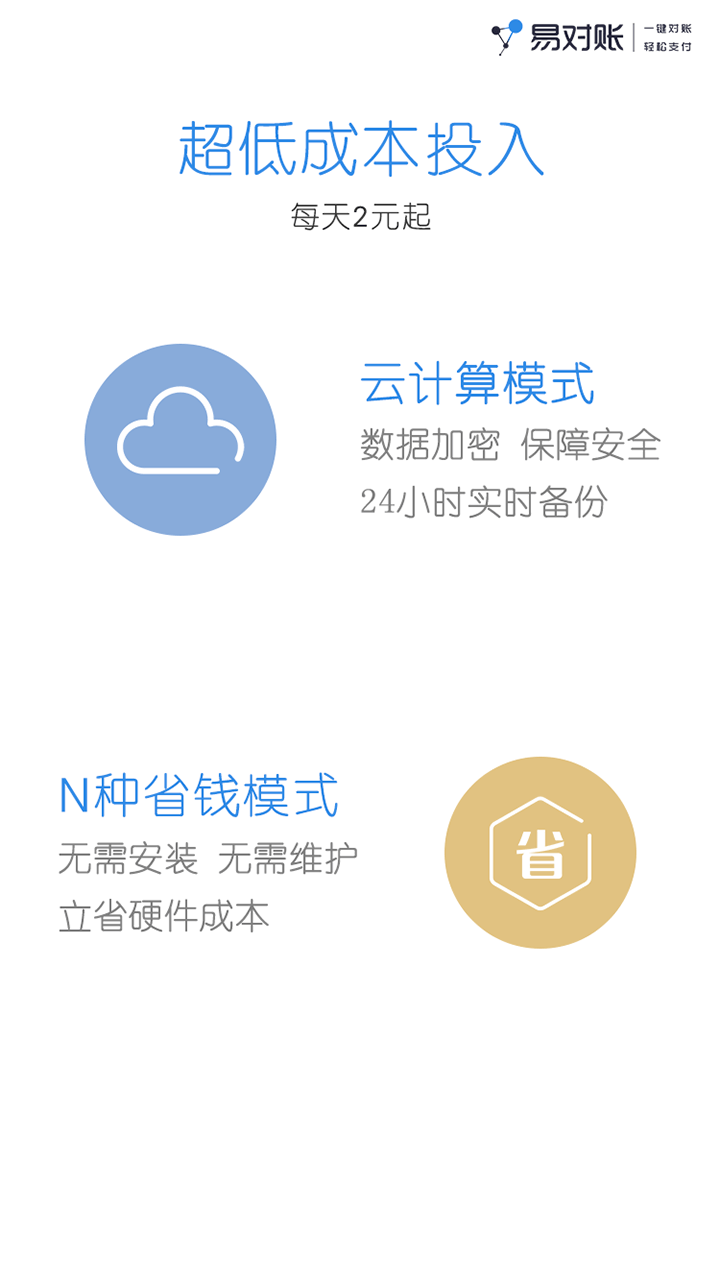 易对账
一键对账
轻松支付
超低成本投入
每天2元起
云计算模式
数据加密 保障安全
24小时实时备份
N种省钱模式
无需安装 无需维护
立省硬件成本
省